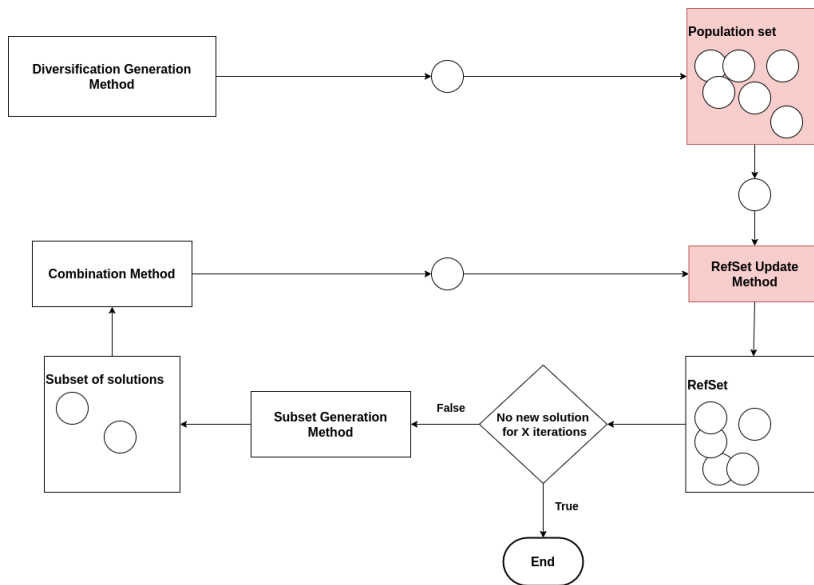 Population set
Diversification Generation
Method
Combination Method
RefSet Update
Method
Subset of solutions
RefSet
Subset Generation
Method
False
No new solution
for X iterations
True
End